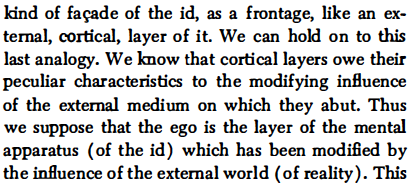 kind of façade of the id, as a frontage, like an ex-
ternal, cortical, layer of it. We can hold on to this
last analogy. We know that cortical layers owe their
peculiar characteristics to the modifying influence
of the external medium on which they abut. Thus
we suppose that the ego is the layer of the mental
apparatus (of the id) which has been modified by
the influence of the external world (of reality). This